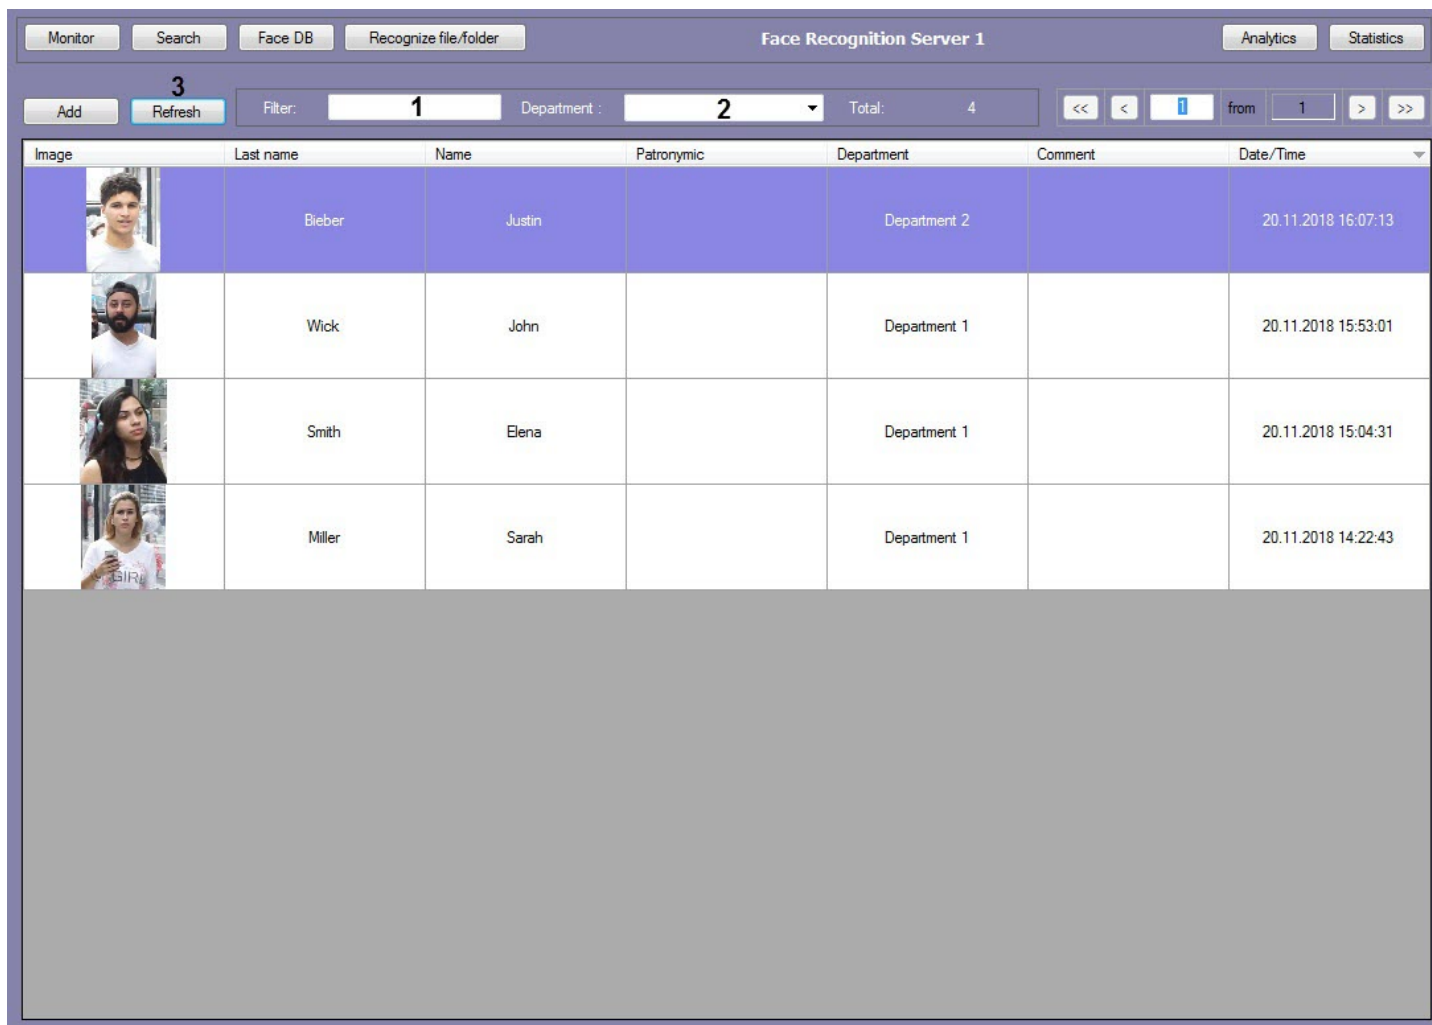 Monitor Search Face DB Recognize file/folder Face Recognition Server 1 Analytics Statistics
3
Add Refresh Filter: 1 Department : 2 Total: 4 << < 1 from 1 > >>
Image Last name Name Patronymic Department Comment Date/Time
Bieber Justin Department 2 20.11.2018 16:07:13
Wick John Department 1 20.11.2018 15:53:01
Smith Elena Department 1 20.11.2018 15:04:31
Miller Sarah Department 1 20.11.2018 14:22:43
GIRL